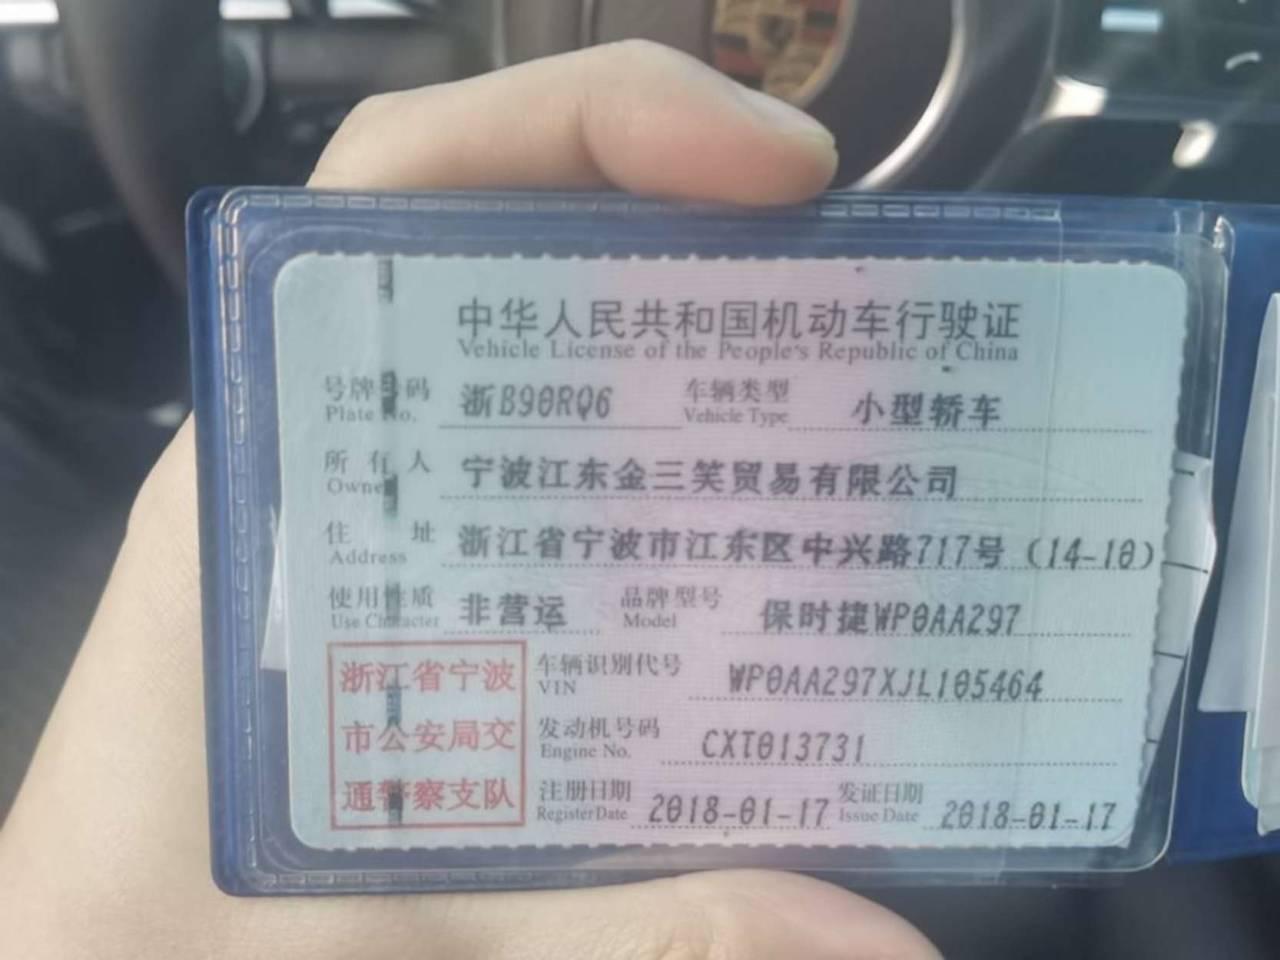 中华人民共和国机动车行驶证
Vehicle License of the People's Republic of China
号牌号码 浙B90RQ6 车辆类型 小型轿车
Plate No. Vehicle Type
所有人 宁波江东金三笑贸易有限公司
Owner
住址 浙江省宁波市江东区中兴路717号（14-10）
Address
使用性质 非营运 品牌型号 保时捷WP0AA297
Use Character Model
浙江省宁波
市公安局交
通警察支队
车辆识别代号 WP0AA297XJL105464
VIN
发动机号码 CXT013731
Engine No.
注册日期 2018-01-17 发证日期 2018-01-17
Register Date Issue Date